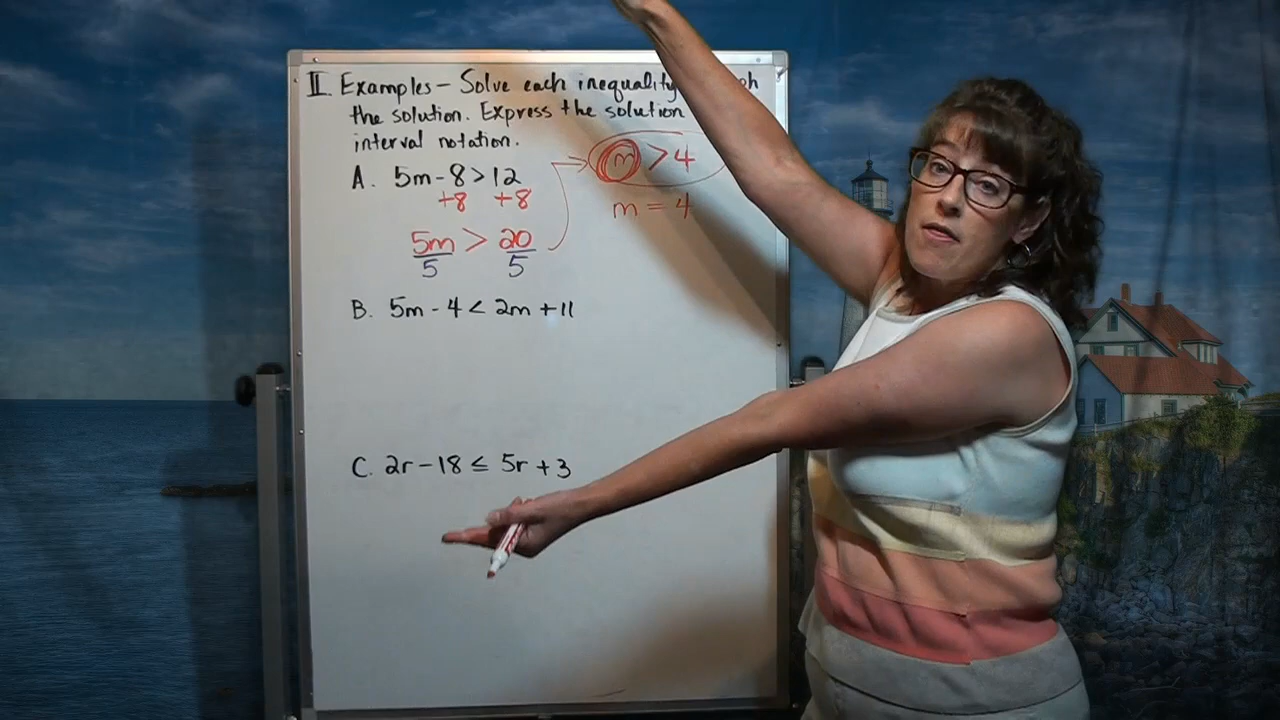 II. Examples - Solve each inequality
the solution. Express the solution
interval notation.
A. 5m - 8 > 12
+8 +8
5m > 20
5 5
m > 4
m = 4
B. 5m - 4 < 2m + 11
C. 2r - 18 ≤ 5r + 3